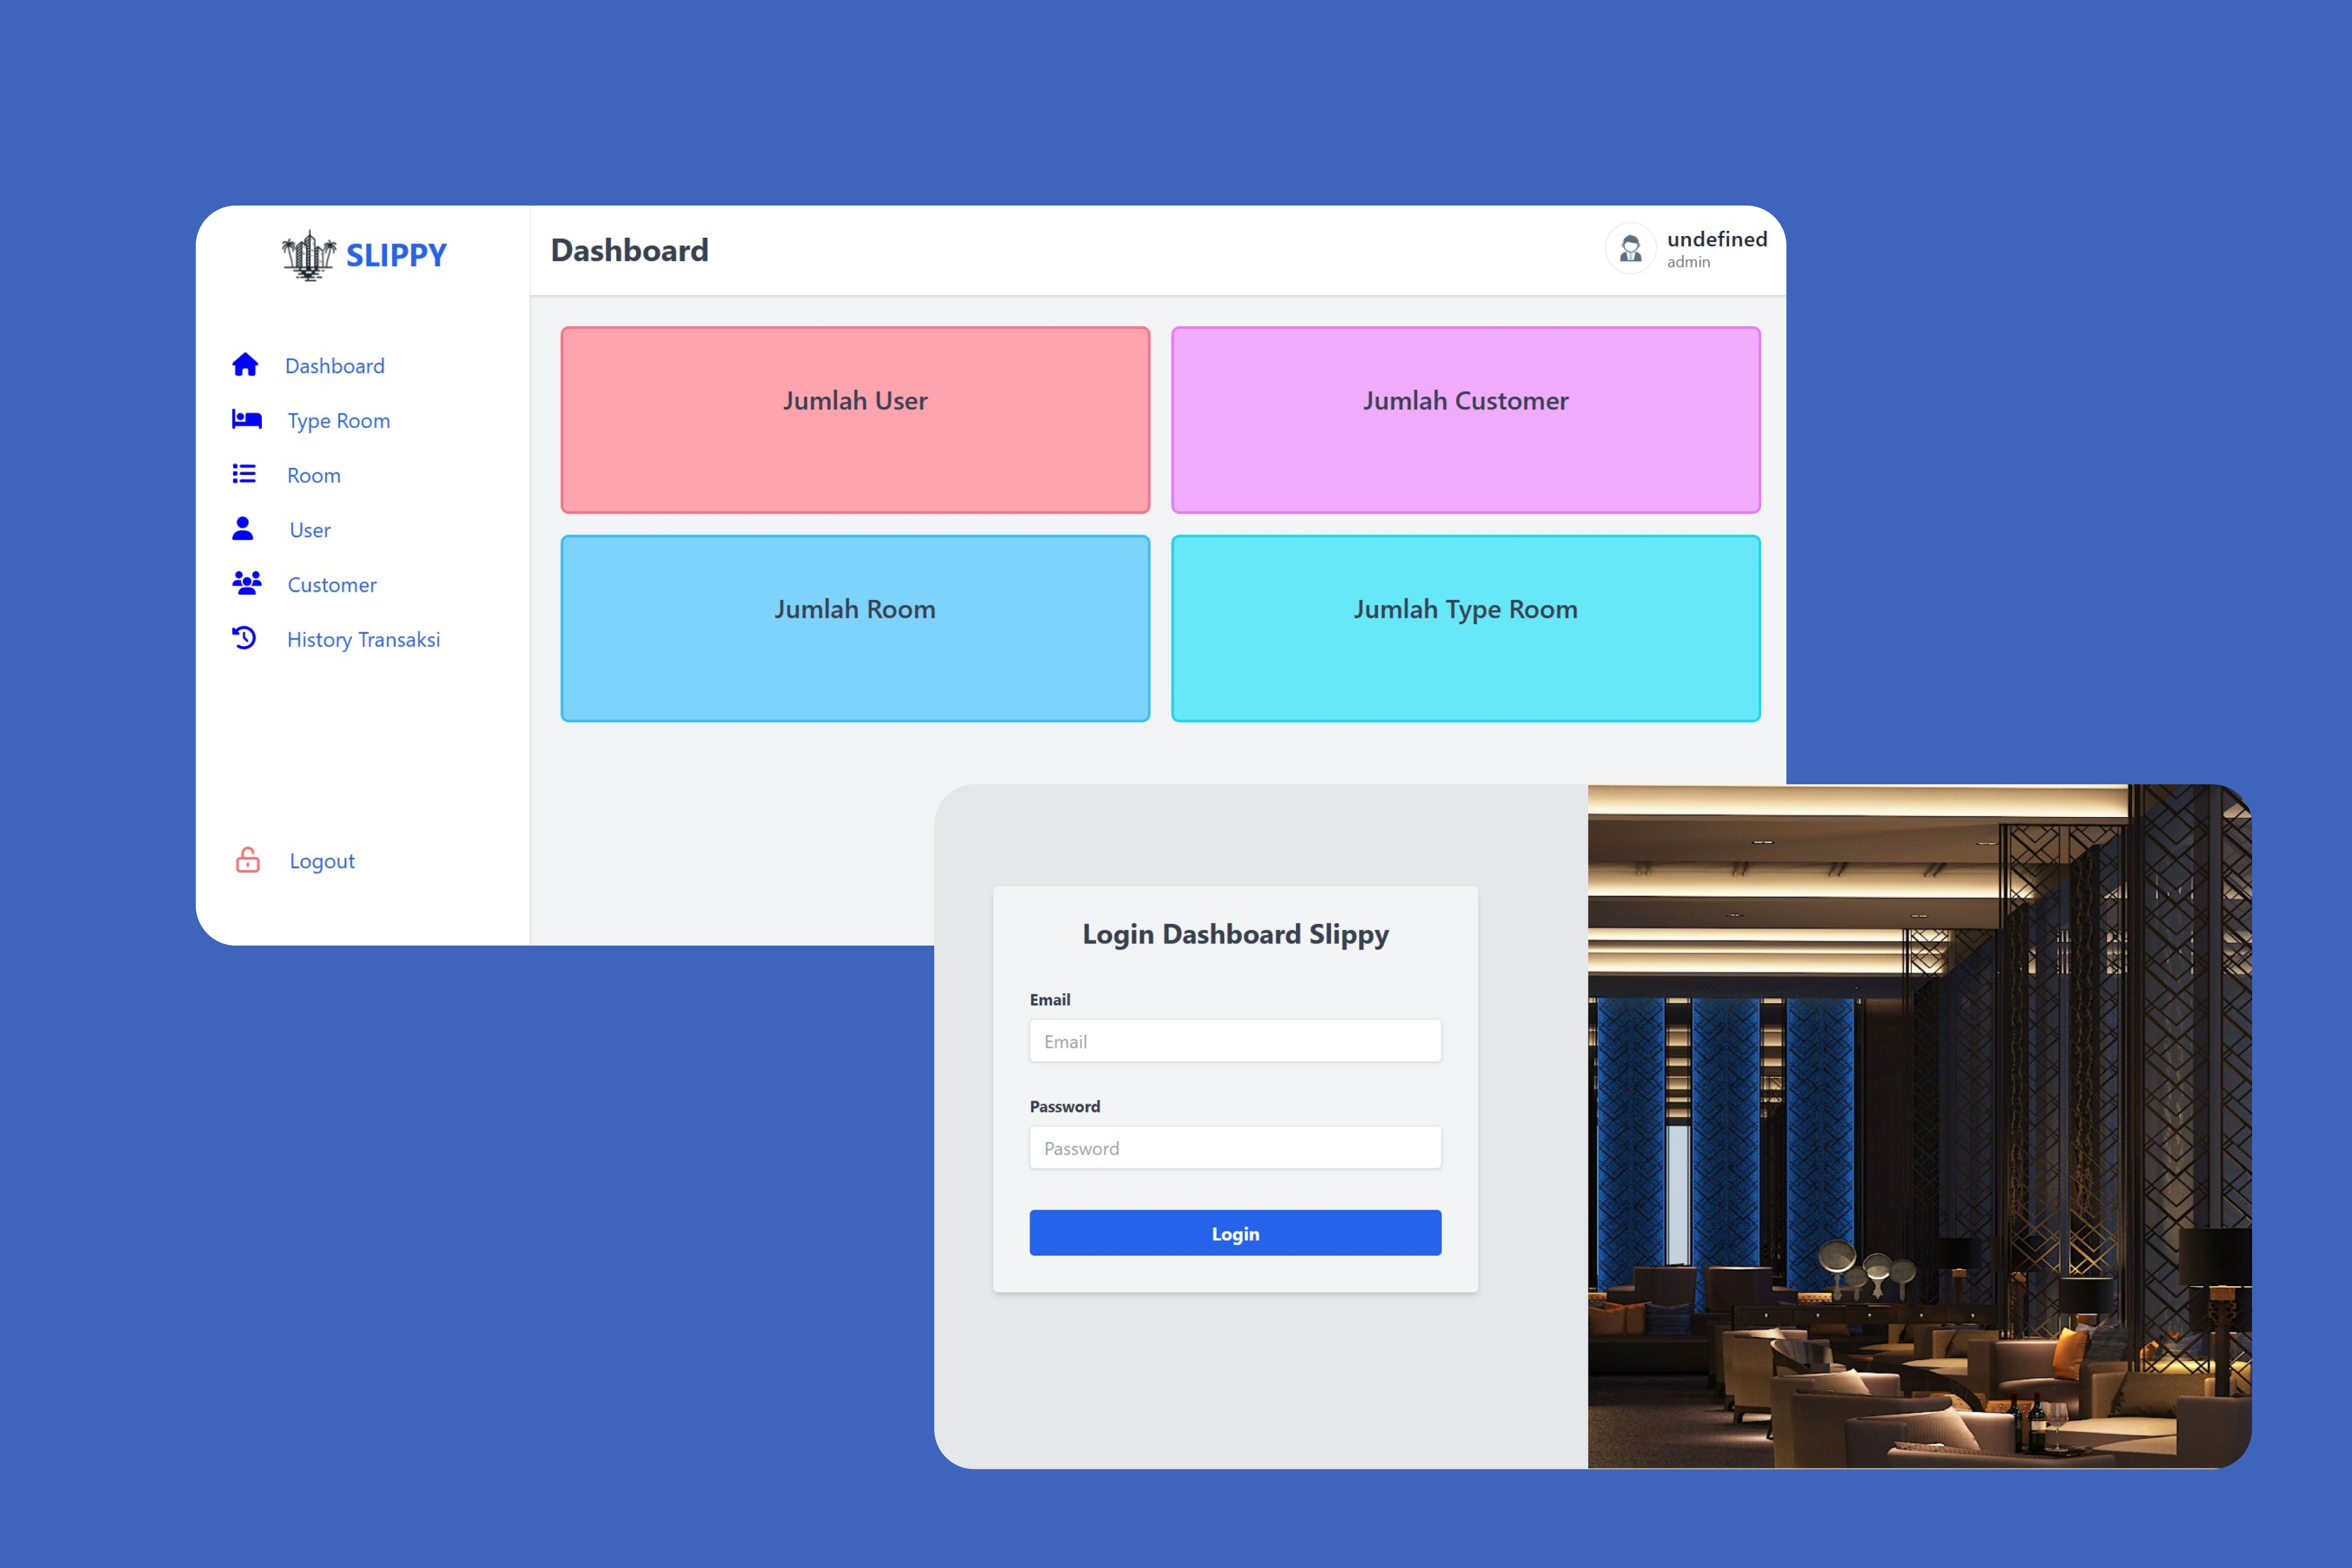 SLIPPY
Dashboard
Type Room
Room
User
Customer
History Transaksi
Logout
Dashboard
undefined
admin
Jumlah User
Jumlah Customer
Jumlah Room
Jumlah Type Room
Login Dashboard Slippy
Email
Email
Password
Password
Login